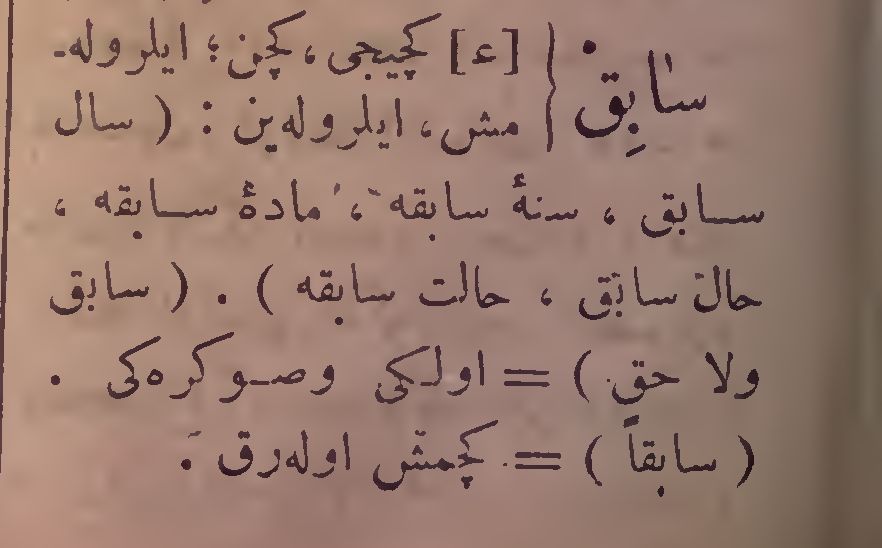 سابِق { [ع] كچيجى ، كچن ؛ ايلروله‌ـ
مش ، ايلروله‌ين : ( سال
سابق ، سنهٔ سابقه ، مادهٔ سابقه ،
حال سابق ، حالت سابقه ) . ( سابق
ولا حق ) = اولكى وصوكره‌كى .
( سابقاً ) = كچمش اوله‌رق .